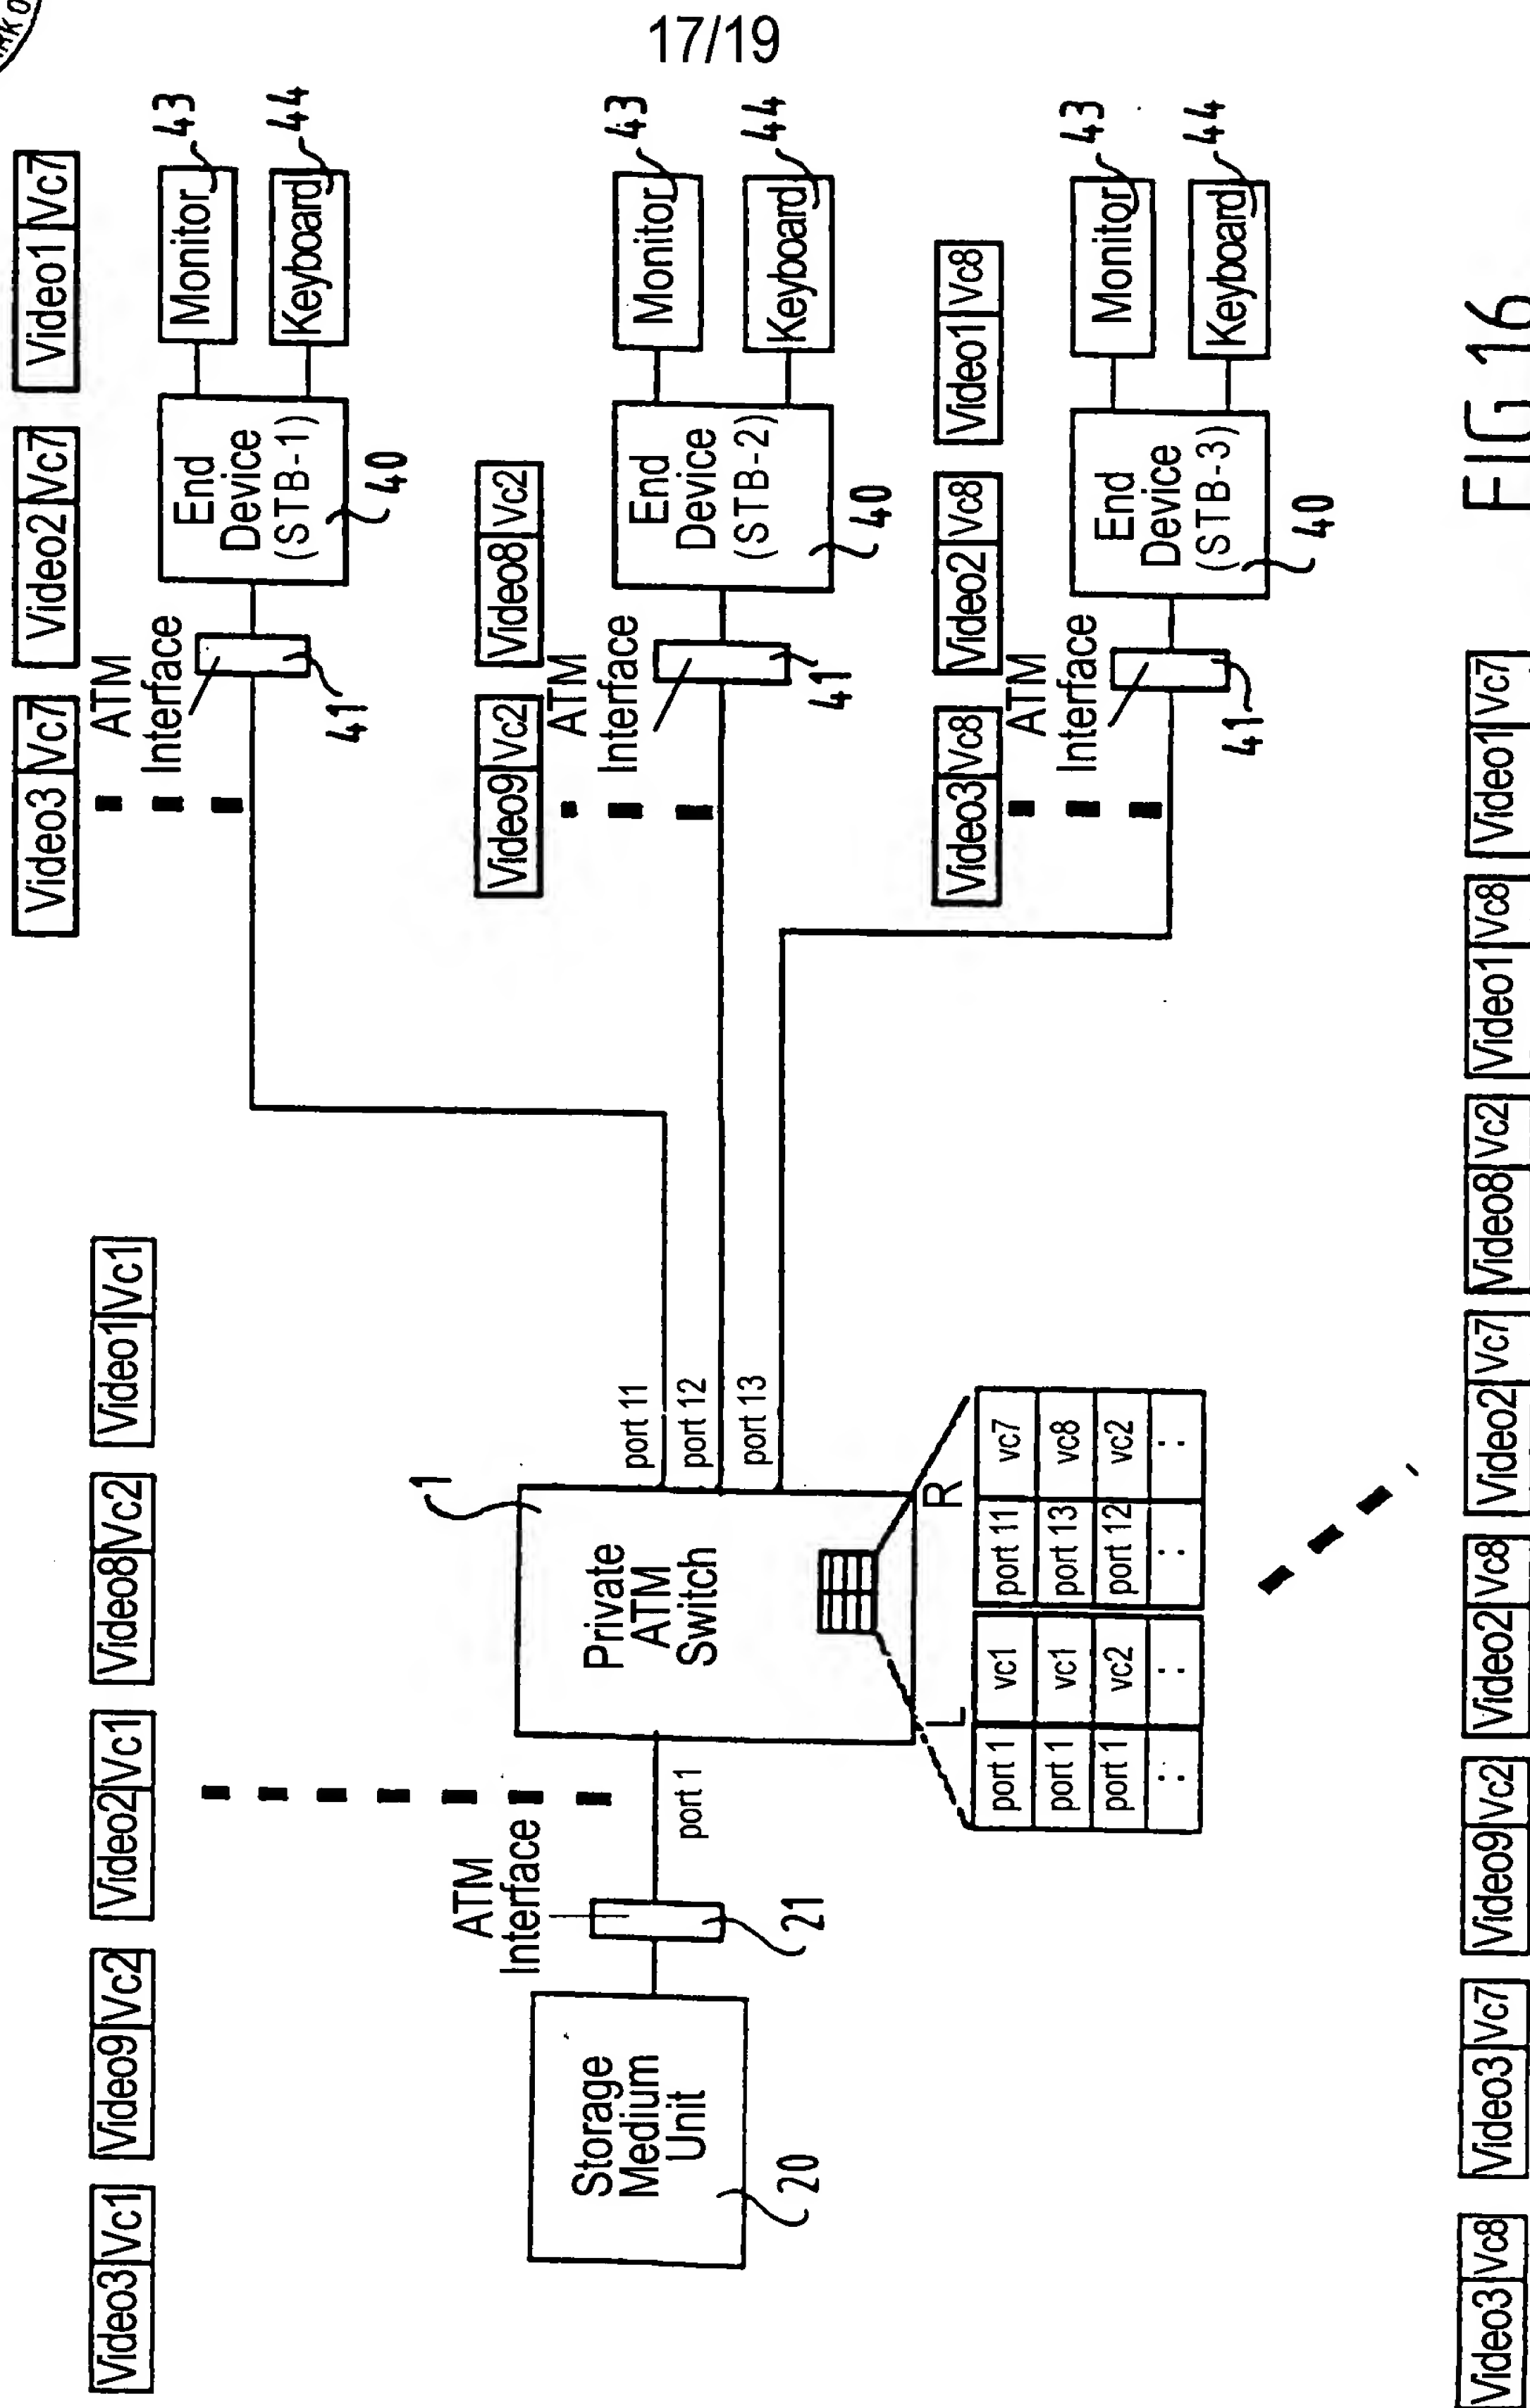 17/19
Video3 Vc1
Video9 Vc2
Video2 Vc1
Video8 Vc2
Video1 Vc1
Video3 Vc7
Video2 Vc7
Video1 Vc7
ATM
Interface
41
End
Device
(STB-1)
40
Monitor
43
Keyboard
44
Video9 Vc2
Video8 Vc2
ATM
Interface
41
End
Device
(STB-2)
40
Monitor
43
Keyboard
44
Video3 Vc8
Video2 Vc8
Video1 Vc8
ATM
Interface
41
End
Device
(STB-3)
40
Monitor
43
Keyboard
44
Storage
Medium
Unit
20
ATM
Interface
21
port 1
Private
ATM
Switch
1
port 11
port 12
port 13
L
R
port 1 vc1 port 11 vc7
port 1 vc1 port 13 vc8
port 1 vc2 port 12 vc2
: : : :
Video3 Vc8
Video3 Vc7
Video9 Vc2
Video2 Vc8
Video2 Vc7
Video8 Vc2
Video1 Vc8
Video1 Vc7
FIG.16